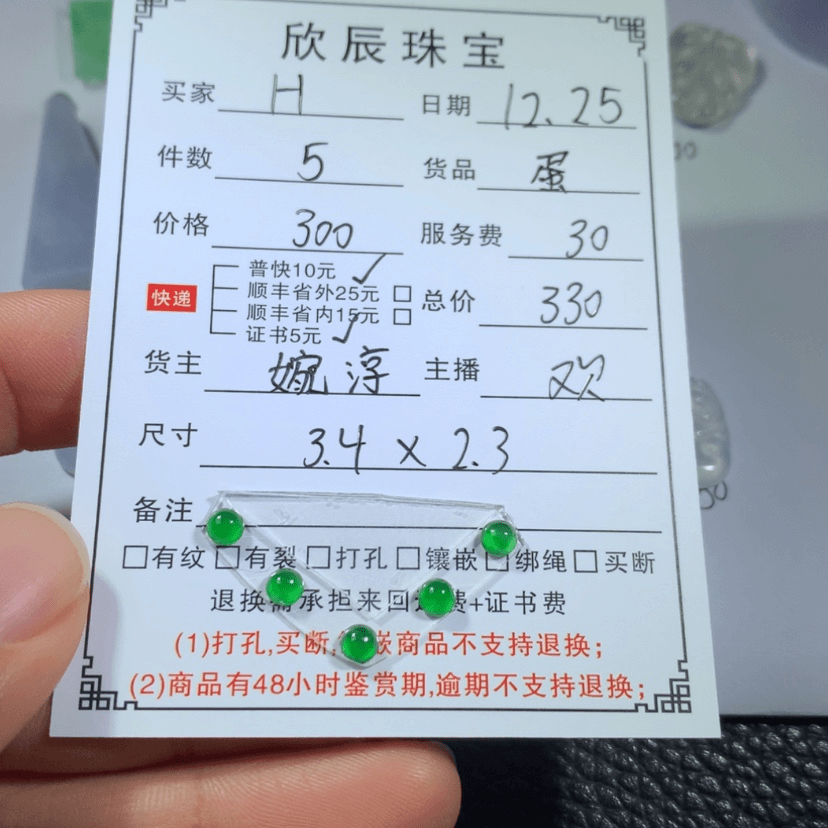 欣辰珠宝
买家 H 日期 12.25
件数 5 货品 蛋
价格 300 服务费 30
普快10元 ✓
快递 顺丰省外25元 □ 总价 330
顺丰省内15元 □
证书5元 ✓
货主 婉淳 主播 欢
尺寸 3.4 × 2.3
备注
□有纹 □有裂 □打孔 □镶嵌 □绑绳 □买断
退换需承担来回 费+证书费
(1)打孔,买断, 嵌商品不支持退换;
(2)商品有48小时鉴赏期,逾期不支持退换;